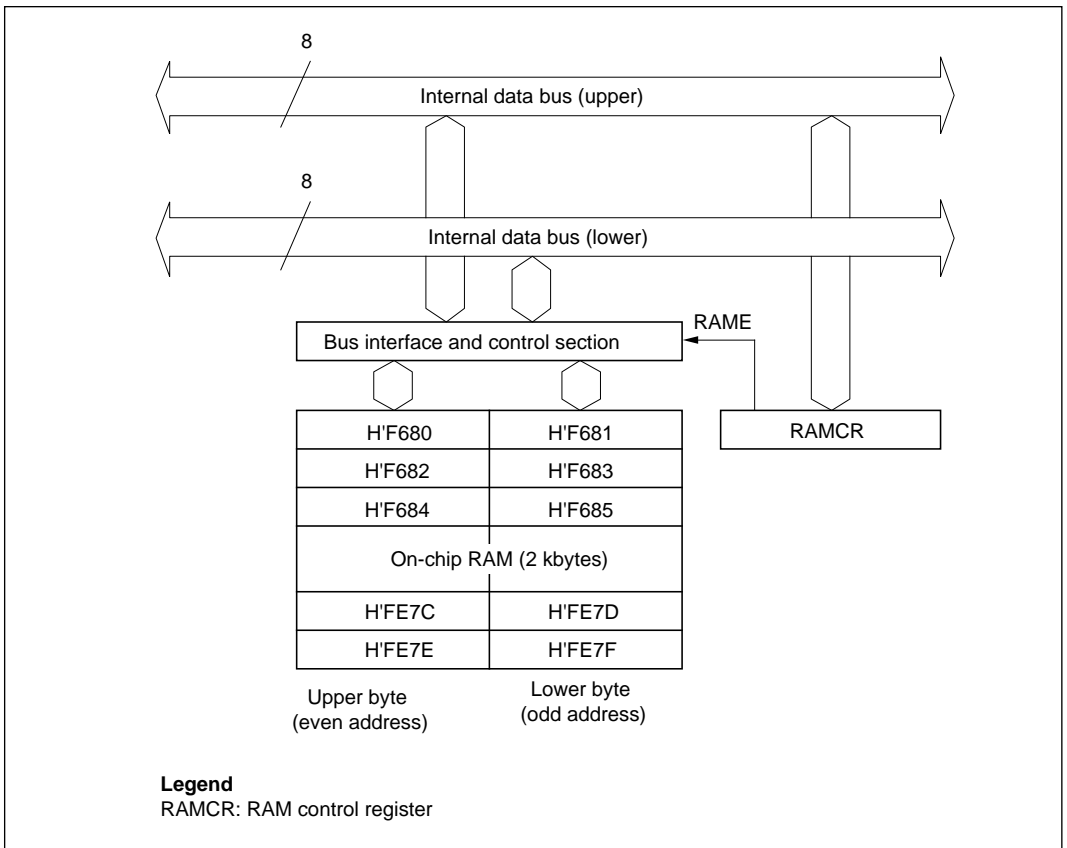 8
Internal data bus (upper)
8
Internal data bus (lower)
Bus interface and control section
RAME
H'F680 H'F681
RAMCR
H'F682 H'F683
H'F684 H'F685
On-chip RAM (2 kbytes)
H'FE7C H'FE7D
H'FE7E H'FE7F
Upper byte
(even address)
Lower byte
(odd address)
Legend
RAMCR: RAM control register